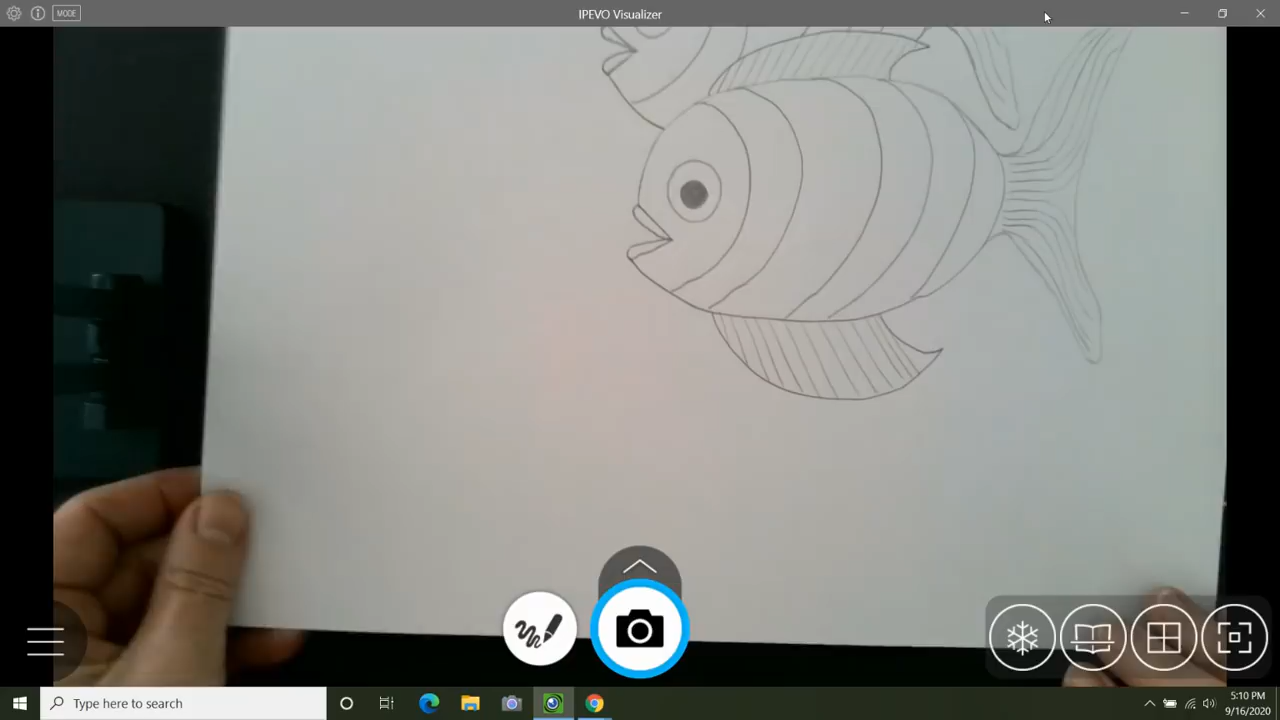 MODE
IPEVO Visualizer
Type here to search
5:10 PM
9/16/2020